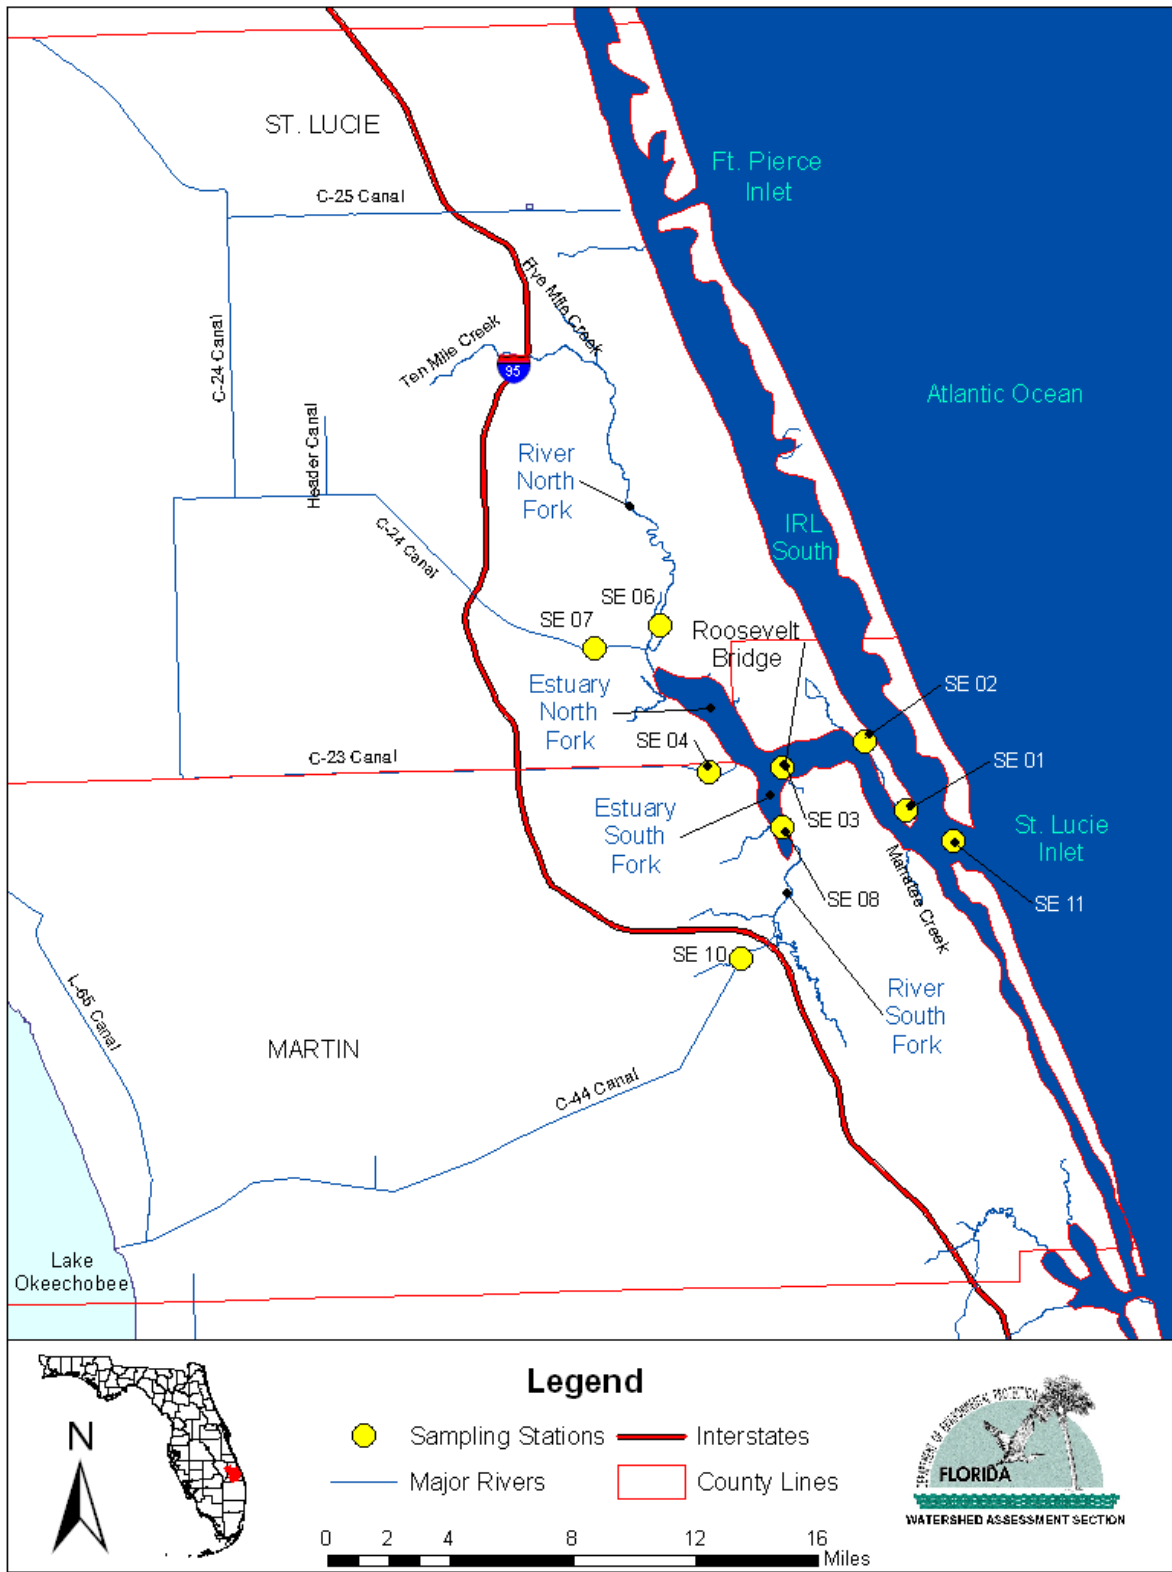 ST. LUCIE
Ft. Pierce
Inlet
C-25 Canal
Five Mile Creek
Ten Mile Creek
95
C-24 Canal
Atlantic Ocean
Header Canal
River
North
Fork
IRL
South
C-24 Canal
SE 06
SE 07
Roosevelt
Bridge
SE 02
Estuary
North
Fork
SE 04
C-23 Canal
SE 01
Estuary
South
Fork
SE 03
St. Lucie
Inlet
Manatee Creek
SE 08
SE 11
SE 10
L-65 Canal
River
South
Fork
MARTIN
C-44 Canal
Lake
Okeechobee
Legend
N
Sampling Stations
Interstates
Major Rivers
County Lines
DEPARTMENT OF ENVIRONMENTAL PROTECTION
FLORIDA
WATERSHED ASSESSMENT SECTION
0 2 4 8 12 16
Miles